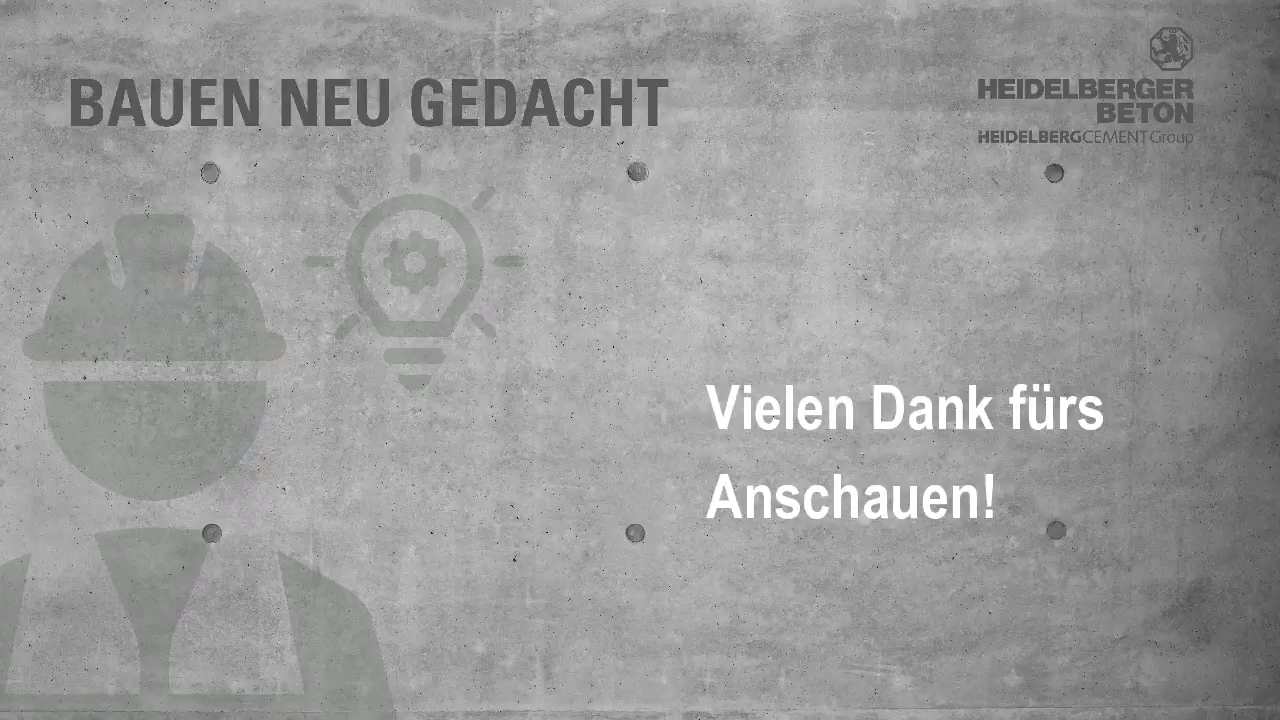 BAUEN NEU GEDACHT
HEIDELBERGER
BETON
HEIDELBERGCEMENT Group
Vielen Dank fürs
Anschauen!